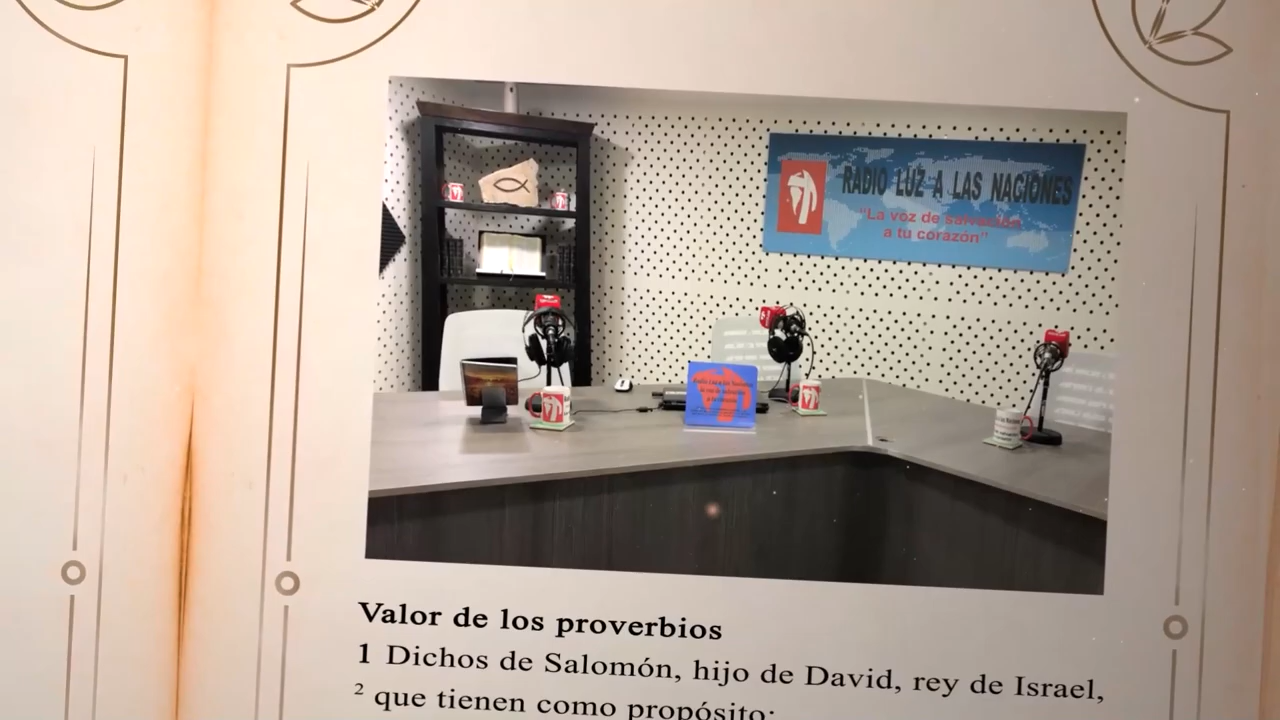 RADIO LUZ A LAS NACIONES
"La voz de salvación
a tu corazón"
Valor de los proverbios
1 Dichos de Salomón, hijo de David, rey de Israel,
2 que tienen como propósito: